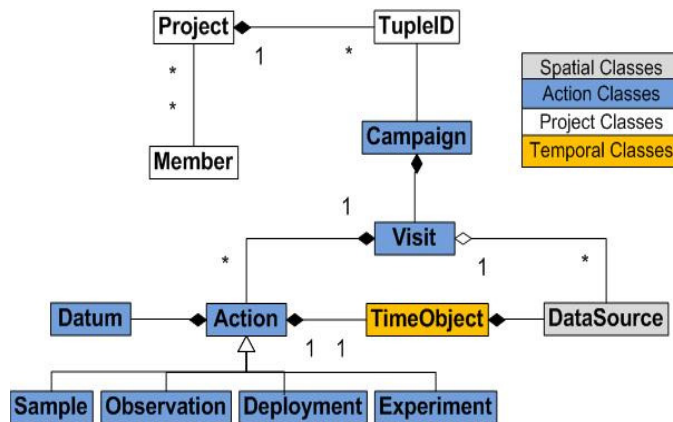 Project
1
*
TupleID
Spatial Classes
Action Classes
Project Classes
Temporal Classes
*
*
Campaign
Member
1
Visit
1
*
*
Datum
Action
1 1
TimeObject
DataSource
Sample
Observation
Deployment
Experiment